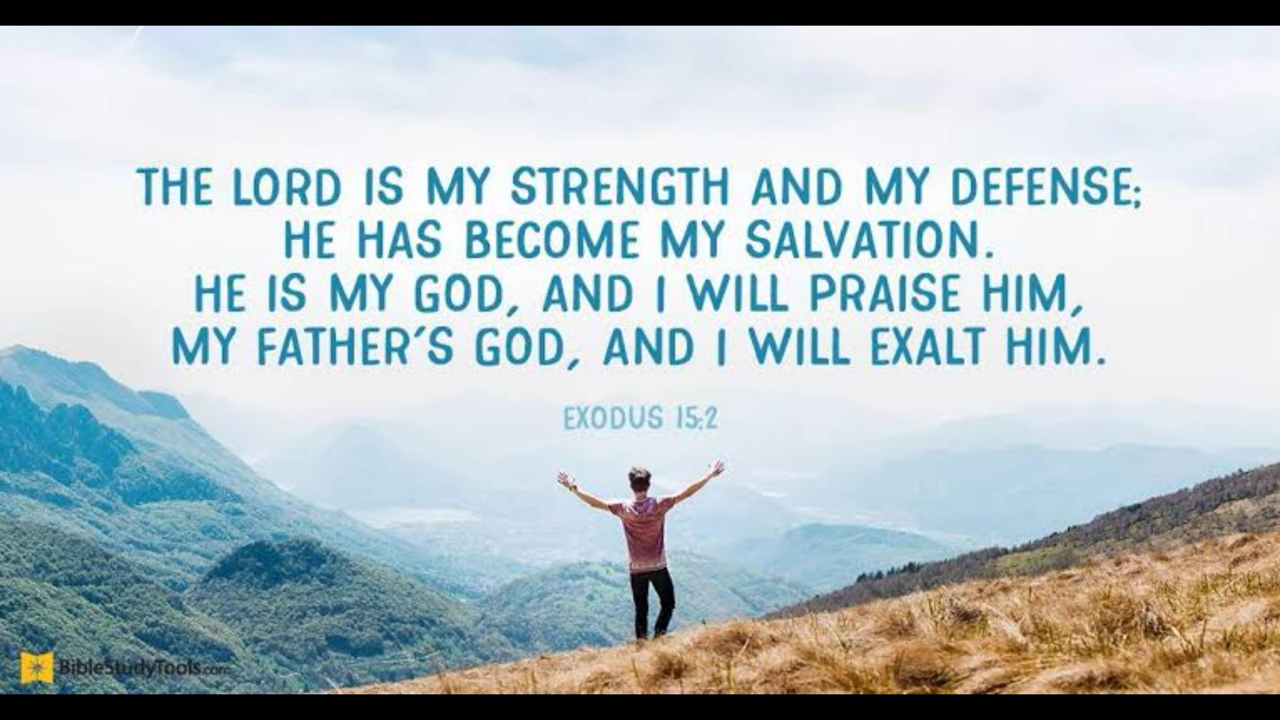 THE LORD IS MY STRENGTH AND MY DEFENSE;
HE HAS BECOME MY SALVATION.
HE IS MY GOD, AND I WILL PRAISE HIM,
MY FATHER'S GOD, AND I WILL EXALT HIM.
EXODUS 15:2
BibleStudyTools.com